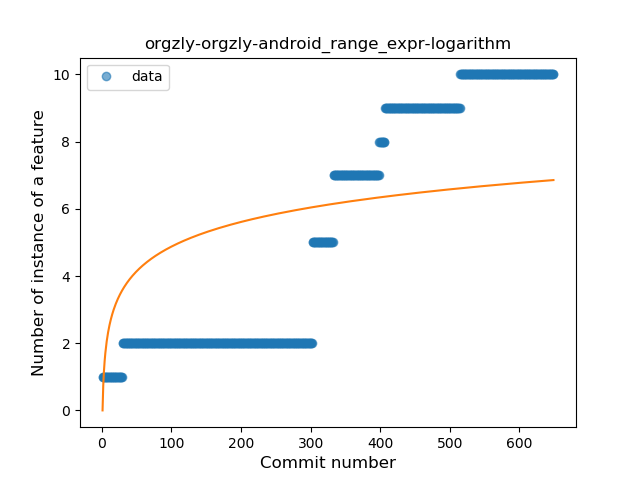 orgzly-orgzly-android_range_expr-logarithm
data
Number of instance of a feature
10
8
6
4
2
0
0 100 200 300 400 500 600
Commit number